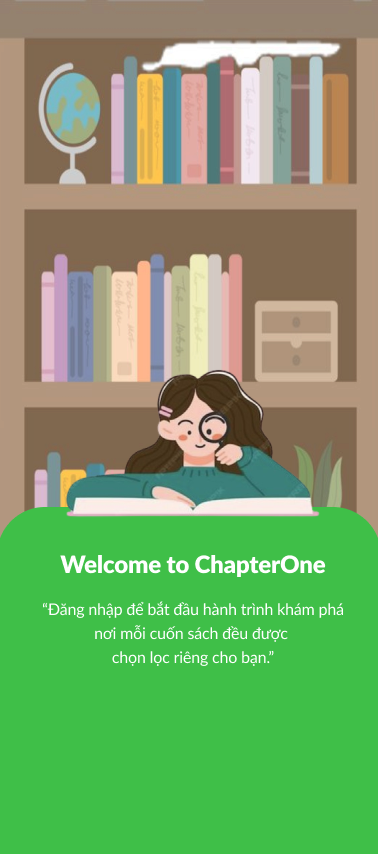 Welcome to ChapterOne
“Đăng nhập để bắt đầu hành trình khám phá
nơi mỗi cuốn sách đều được
chọn lọc riêng cho bạn.”